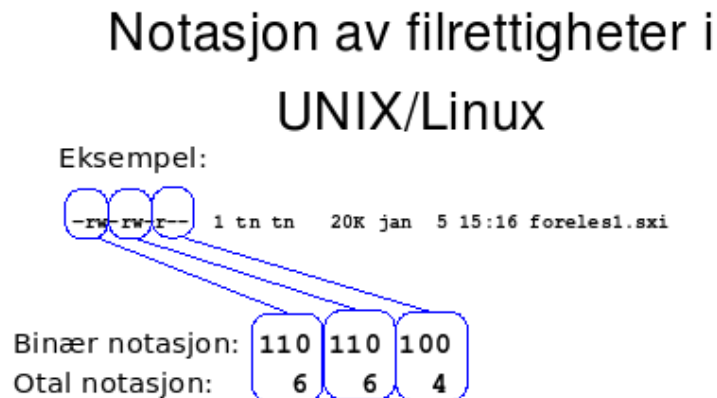 Notasjon av filrettigheter i
UNIX/Linux
Eksempel:
-rw-rw-r-- 1 tn tn 20K jan 5 15:16 foreles1.sxi
Binær notasjon: 110 110 100
Otal notasjon: 6 6 4